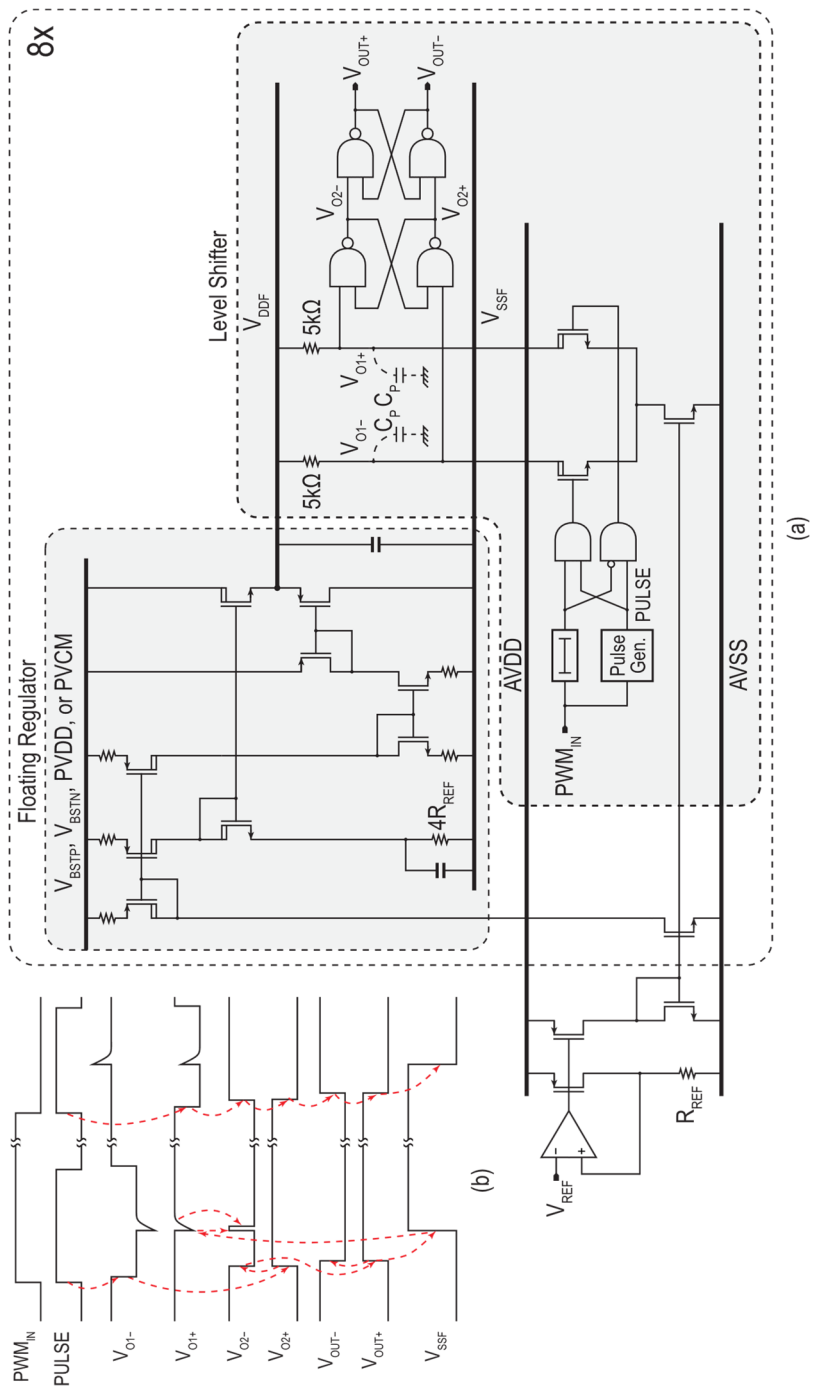 8x
Floating Regulator
V_BSTP, V_BSTN, PVDD, or PVCM
4R_REF
Level Shifter
V_DDF
5kΩ
5kΩ
V_O1-
V_O1+
C_P
C_P
V_O2-
V_O2+
V_OUT+
V_OUT-
V_SSF
AVDD
PWM_IN
Pulse
Gen.
PULSE
AVSS
V_REF
-
+
R_REF
(a)
PWM_IN
PULSE
V_O1-
V_O1+
V_O2-
V_O2+
V_OUT-
V_OUT+
V_SSF
(b)